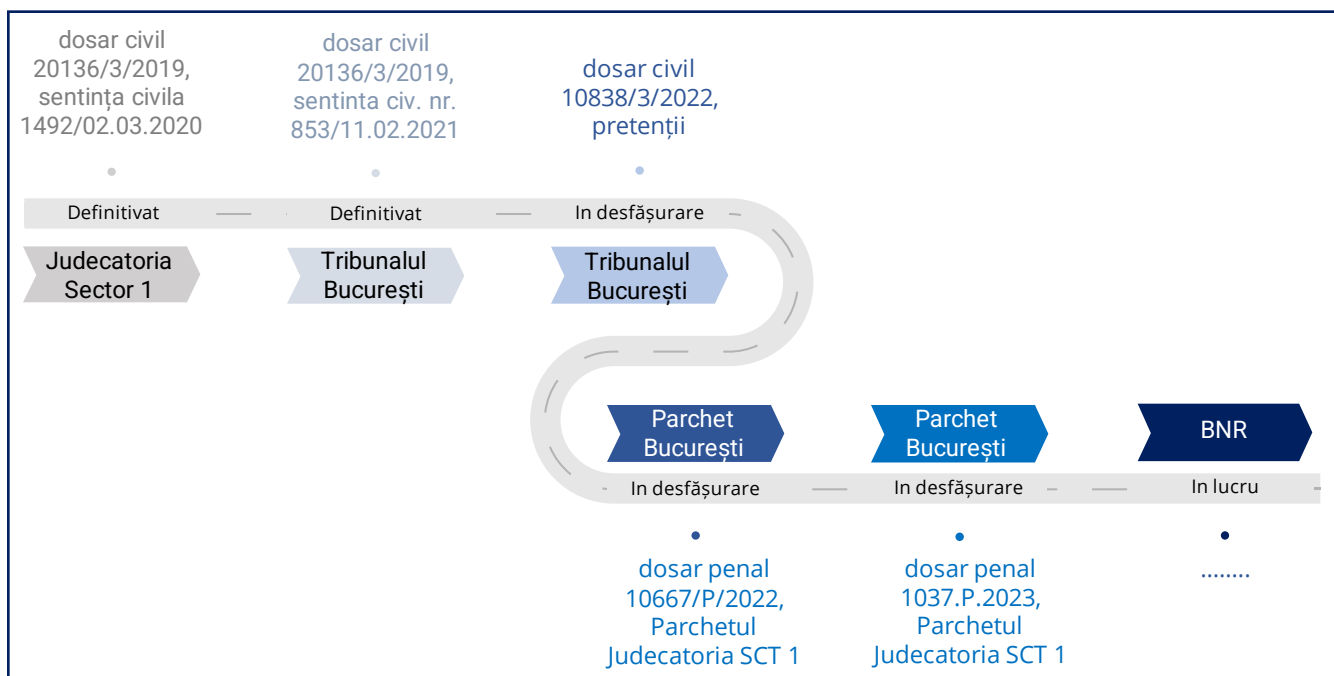 dosar civil
20136/3/2019,
sentința civila
1492/02.03.2020
dosar civil
20136/3/2019,
sentinta civ. nr.
853/11.02.2021
dosar civil
10838/3/2022,
pretenții
Definitivat
Definitivat
In desfășurare
Judecatoria
Sector 1
Tribunalul
București
Tribunalul
București
Parchet
București
Parchet
București
BNR
In desfășurare
In desfășurare
In lucru
dosar penal
10667/P/2022,
Parchetul
Judecatoria SCT 1
dosar penal
1037.P.2023,
Parchetul
Judecatoria SCT 1
........